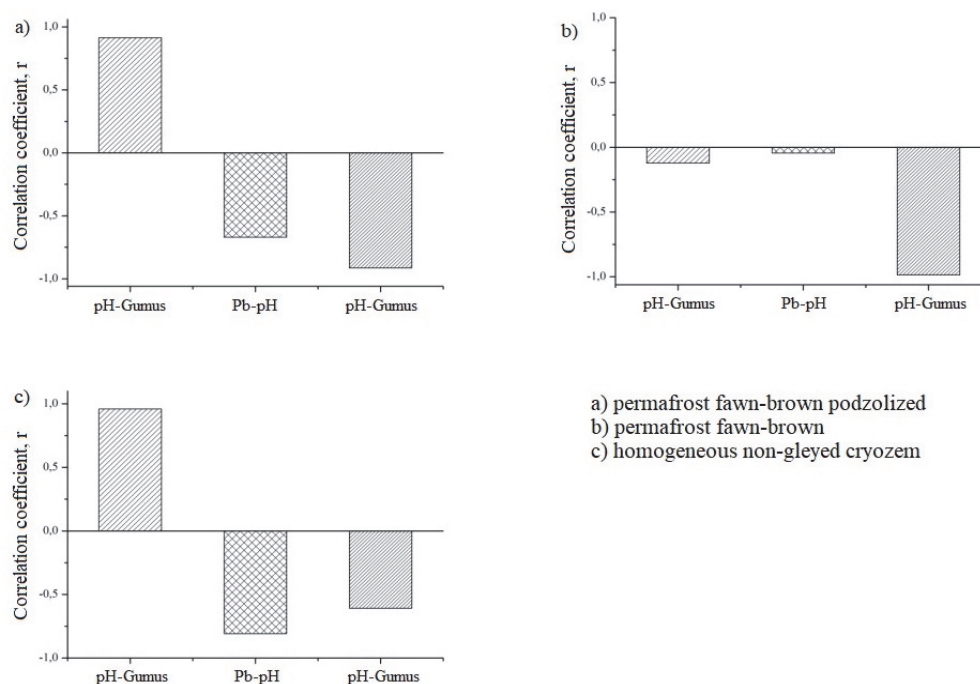 a)
Correlation coefficient, r
1,0
0,5
0,0
-0,5
-1,0
pH-Gumus Pb-pH pH-Gumus
b)
Correlation coefficient, r
1,0
0,5
0,0
-0,5
-1,0
pH-Gumus Pb-pH pH-Gumus
c)
Correlation coefficient, r
1,0
0,5
0,0
-0,5
-1,0
pH-Gumus Pb-pH pH-Gumus
a) permafrost fawn-brown podzolized
b) permafrost fawn-brown
c) homogeneous non-gleyed cryozem